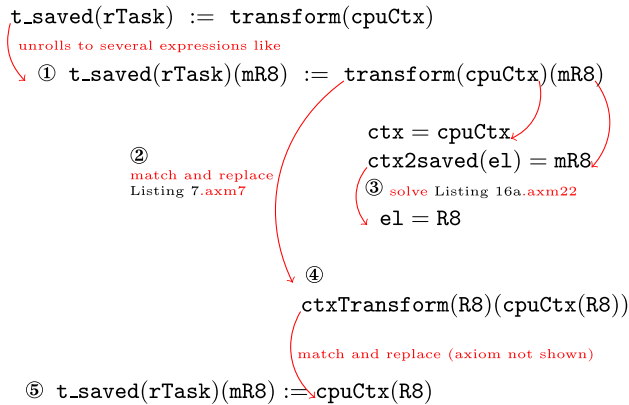 t_saved(rTask) := transform(cpuCtx)
unrolls to several expressions like
① t_saved(rTask)(mR8) := transform(cpuCtx)(mR8)
ctx = cpuCtx
②
ctx2saved(el) = mR8
match and replace
Listing 7.axm7
③ solve Listing 16a.axm22
el = R8
④
ctxTransform(R8)(cpuCtx(R8))
match and replace (axiom not shown)
⑤ t_saved(rTask)(mR8) := cpuCtx(R8)